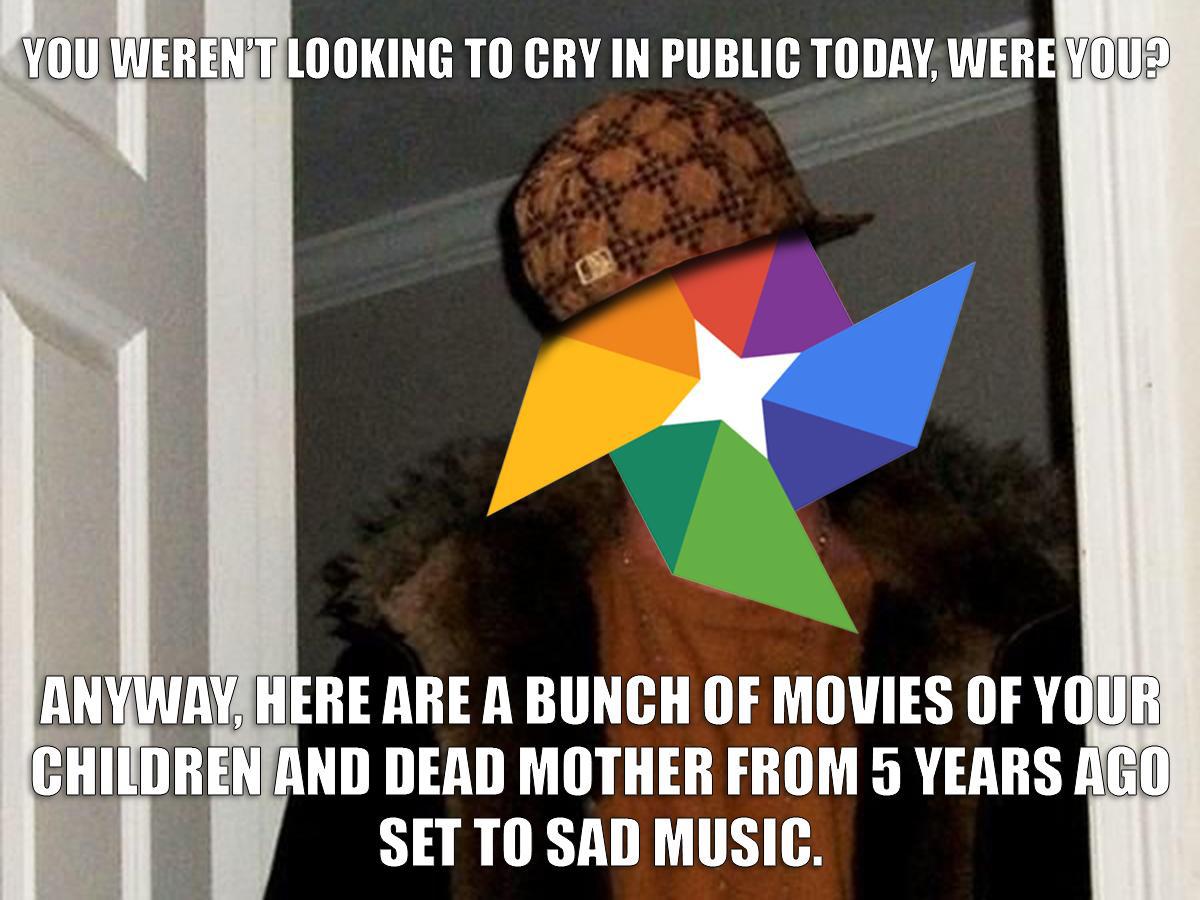 YOU WEREN'T LOOKING TO CRY IN PUBLIC TODAY, WERE YOU?
ANYWAY, HERE ARE A BUNCH OF MOVIES OF YOUR
CHILDREN AND DEAD MOTHER FROM 5 YEARS AGO
SET TO SAD MUSIC.